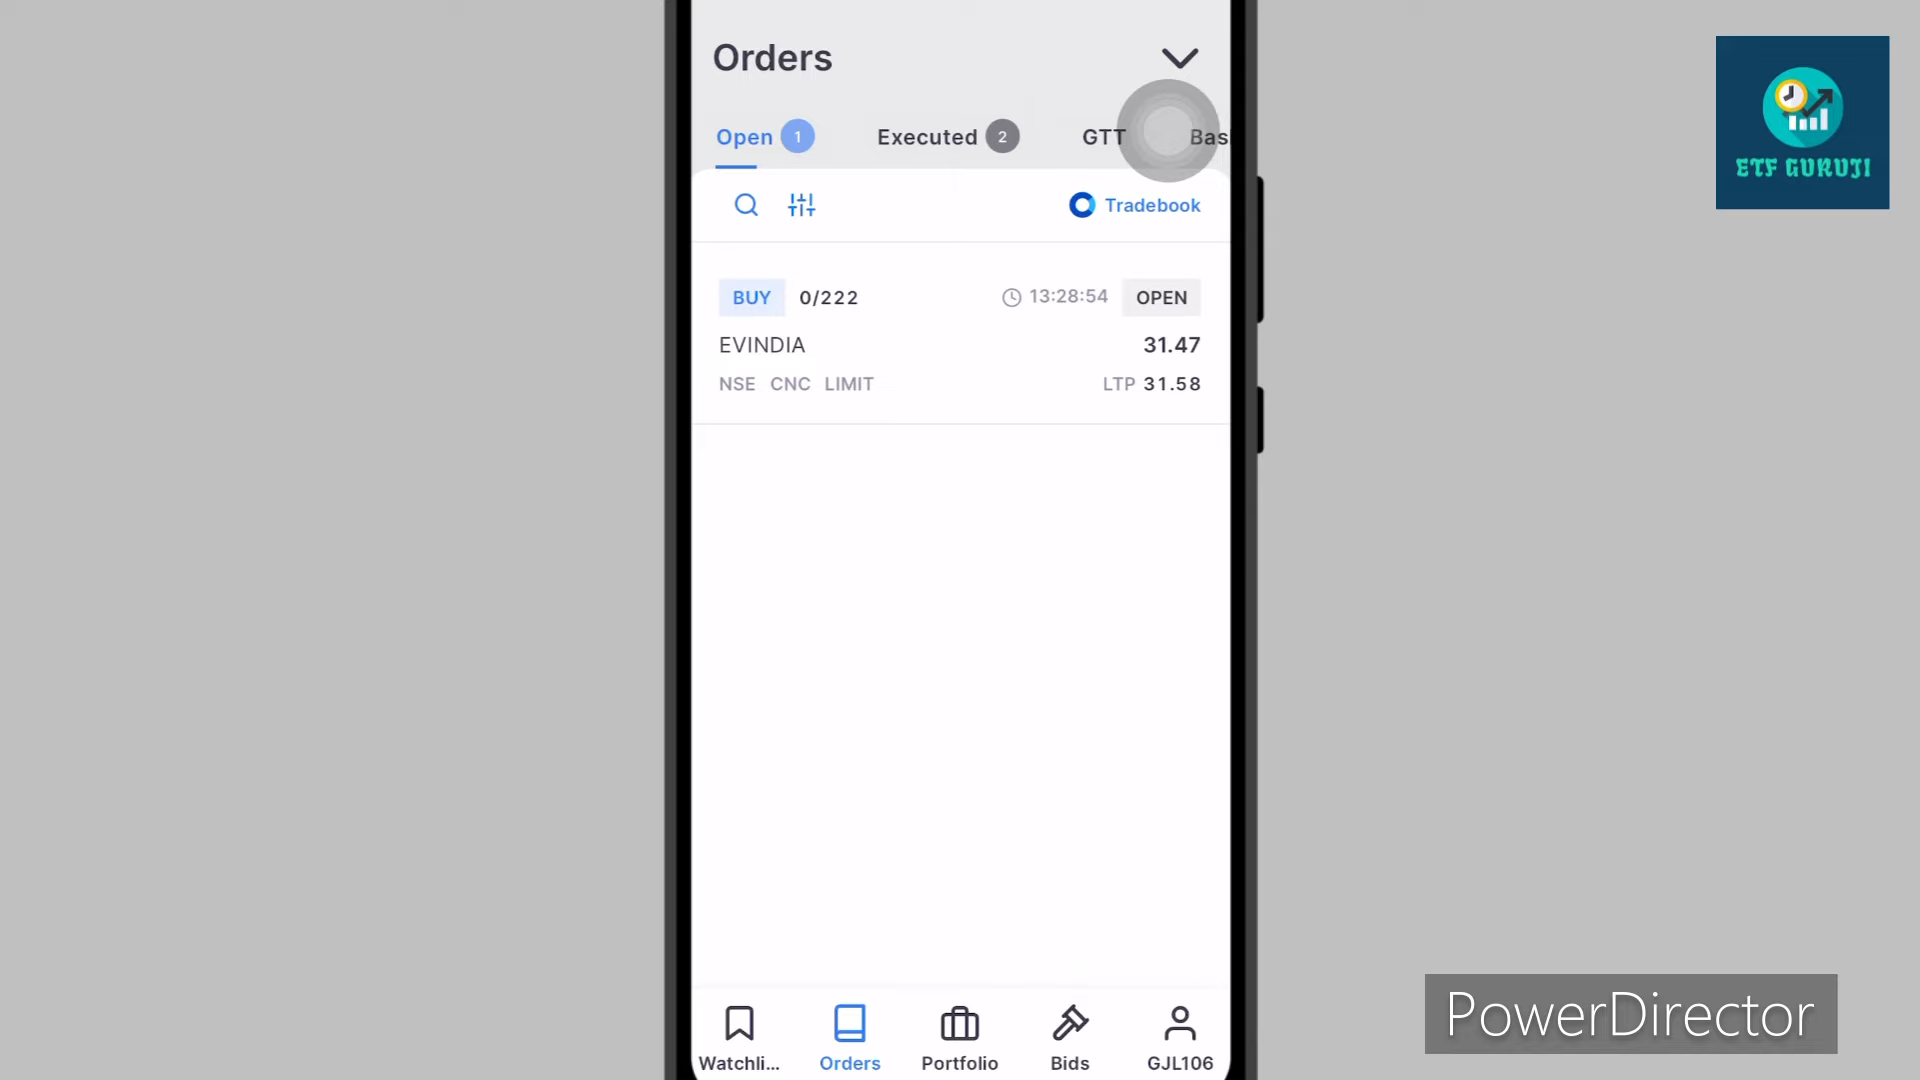 Orders
Open 1 Executed 2 GTT Bas
Tradebook
BUY 0/222 13:28:54 OPEN
EVINDIA 31.47
NSE CNC LIMIT LTP 31.58
Watchli... Orders Portfolio Bids GJL106
ETF GURUJI
PowerDirector